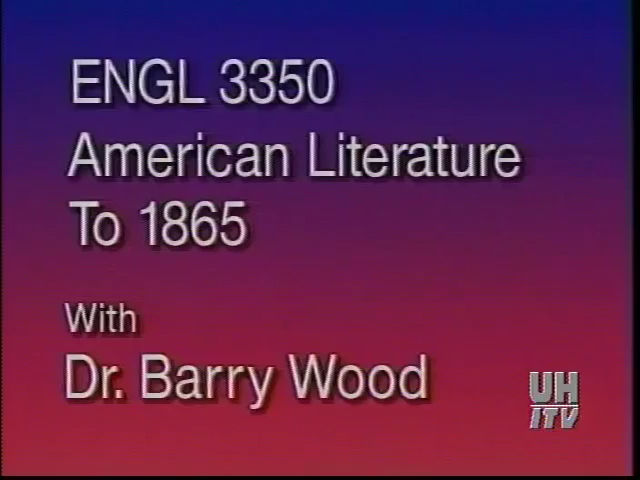 ENGL 3350
American Literature
To 1865
With
Dr. Barry Wood
UH
ITV